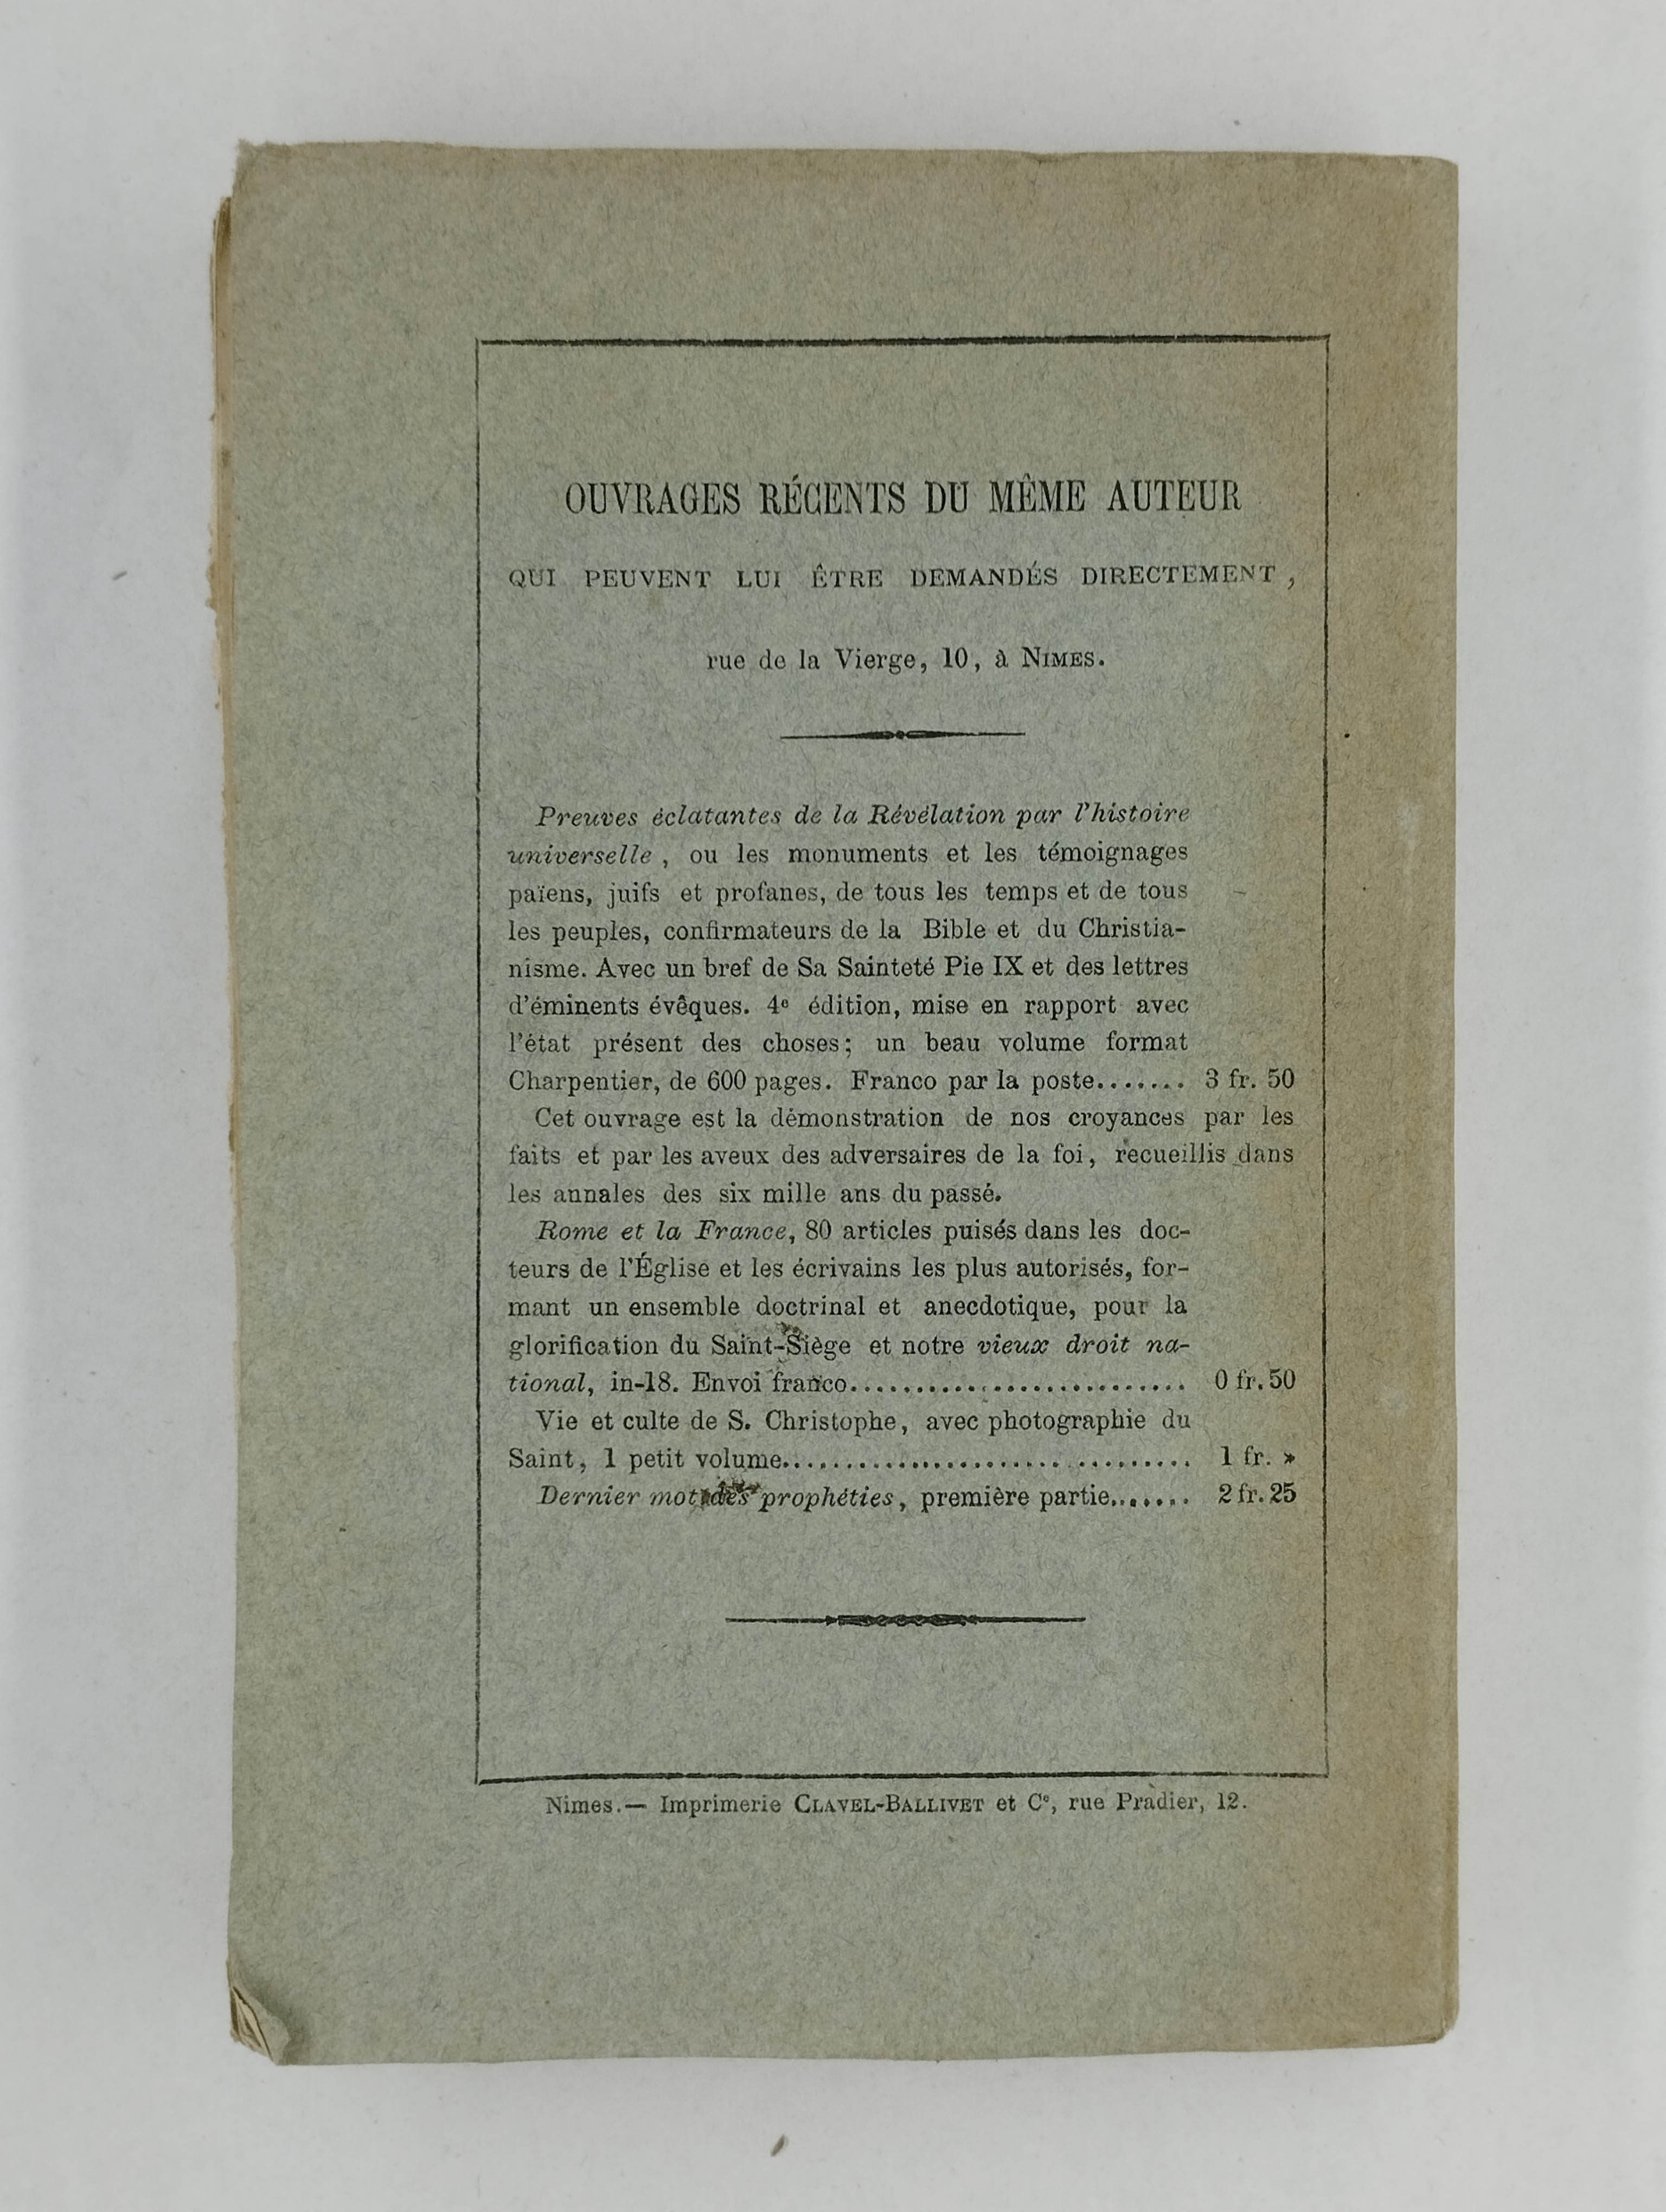 OUVRAGES RÉCENTS DU MÊME AUTEUR
QUI PEUVENT LUI ÊTRE DEMANDÉS DIRECTEMENT,
rue de la Vierge, 10, à NIMES.
Preuves éclatantes de la Révélation par l'histoire
universelle, ou les monuments et les témoignages
païens, juifs et profanes, de tous les temps et de tous
les peuples, confirmateurs de la Bible et du Christia-
nisme. Avec un bref de Sa Sainteté Pie IX et des lettres
d'éminents évêques. 4e édition, mise en rapport avec
l'état présent des choses; un beau volume format
Charpentier, de 600 pages. Franco par la poste....... 3 fr. 50
Cet ouvrage est la démonstration de nos croyances par les
faits et par les aveux des adversaires de la foi, recueillis dans
les annales des six mille ans du passé.
Rome et la France, 80 articles puisés dans les doc-
teurs de l'Église et les écrivains les plus autorisés, for-
mant un ensemble doctrinal et anecdotique, pour la
glorification du Saint-Siège et notre vieux droit na-
tional, in-18. Envoi franco........................... 0 fr. 50
Vie et culte de S. Christophe, avec photographie du
Saint, 1 petit volume................................. 1 fr. »
Dernier mot des prophéties, première partie....... 2 fr. 25
Nimes.— Imprimerie CLAVEL-BALLIVET et Ce, rue Pradier, 12.